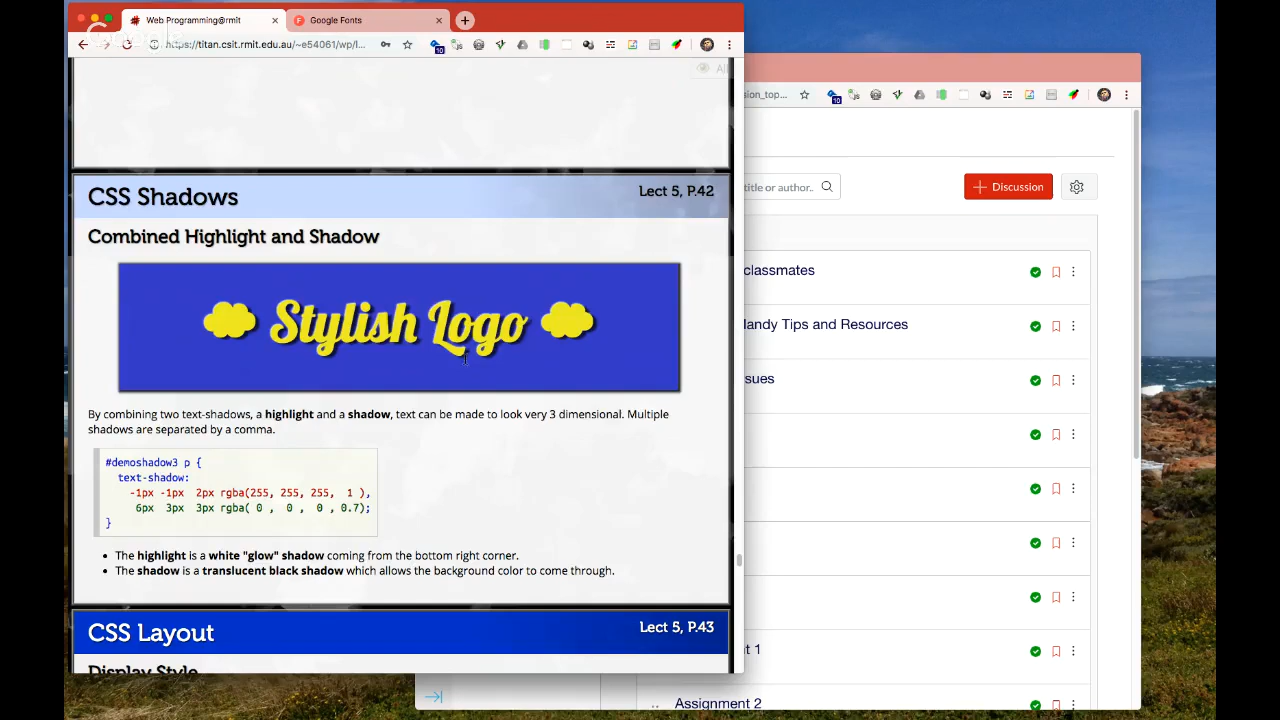 Web Programming@rmit
Google Fonts
https://titan.csit.rmit.edu.au/~e54061/wp/l...
All
CSS Shadows
Lect 5, P.42
Combined Highlight and Shadow
Stylish Logo
By combining two text-shadows, a highlight and a shadow, text can be made to look very 3 dimensional. Multiple
shadows are separated by a comma.
#demoshadow3 p {
text-shadow:
-1px -1px 2px rgba(255, 255, 255, 1 ),
6px 3px 3px rgba( 0 , 0 , 0 , 0.7);
}
• The highlight is a white "glow" shadow coming from the bottom right corner.
• The shadow is a translucent black shadow which allows the background color to come through.
CSS Layout
Lect 5, P.43
Display Style
sion_top...
title or author..
Discussion
classmates
Handy Tips and Resources
sues
t 1
Assignment 2
10
10